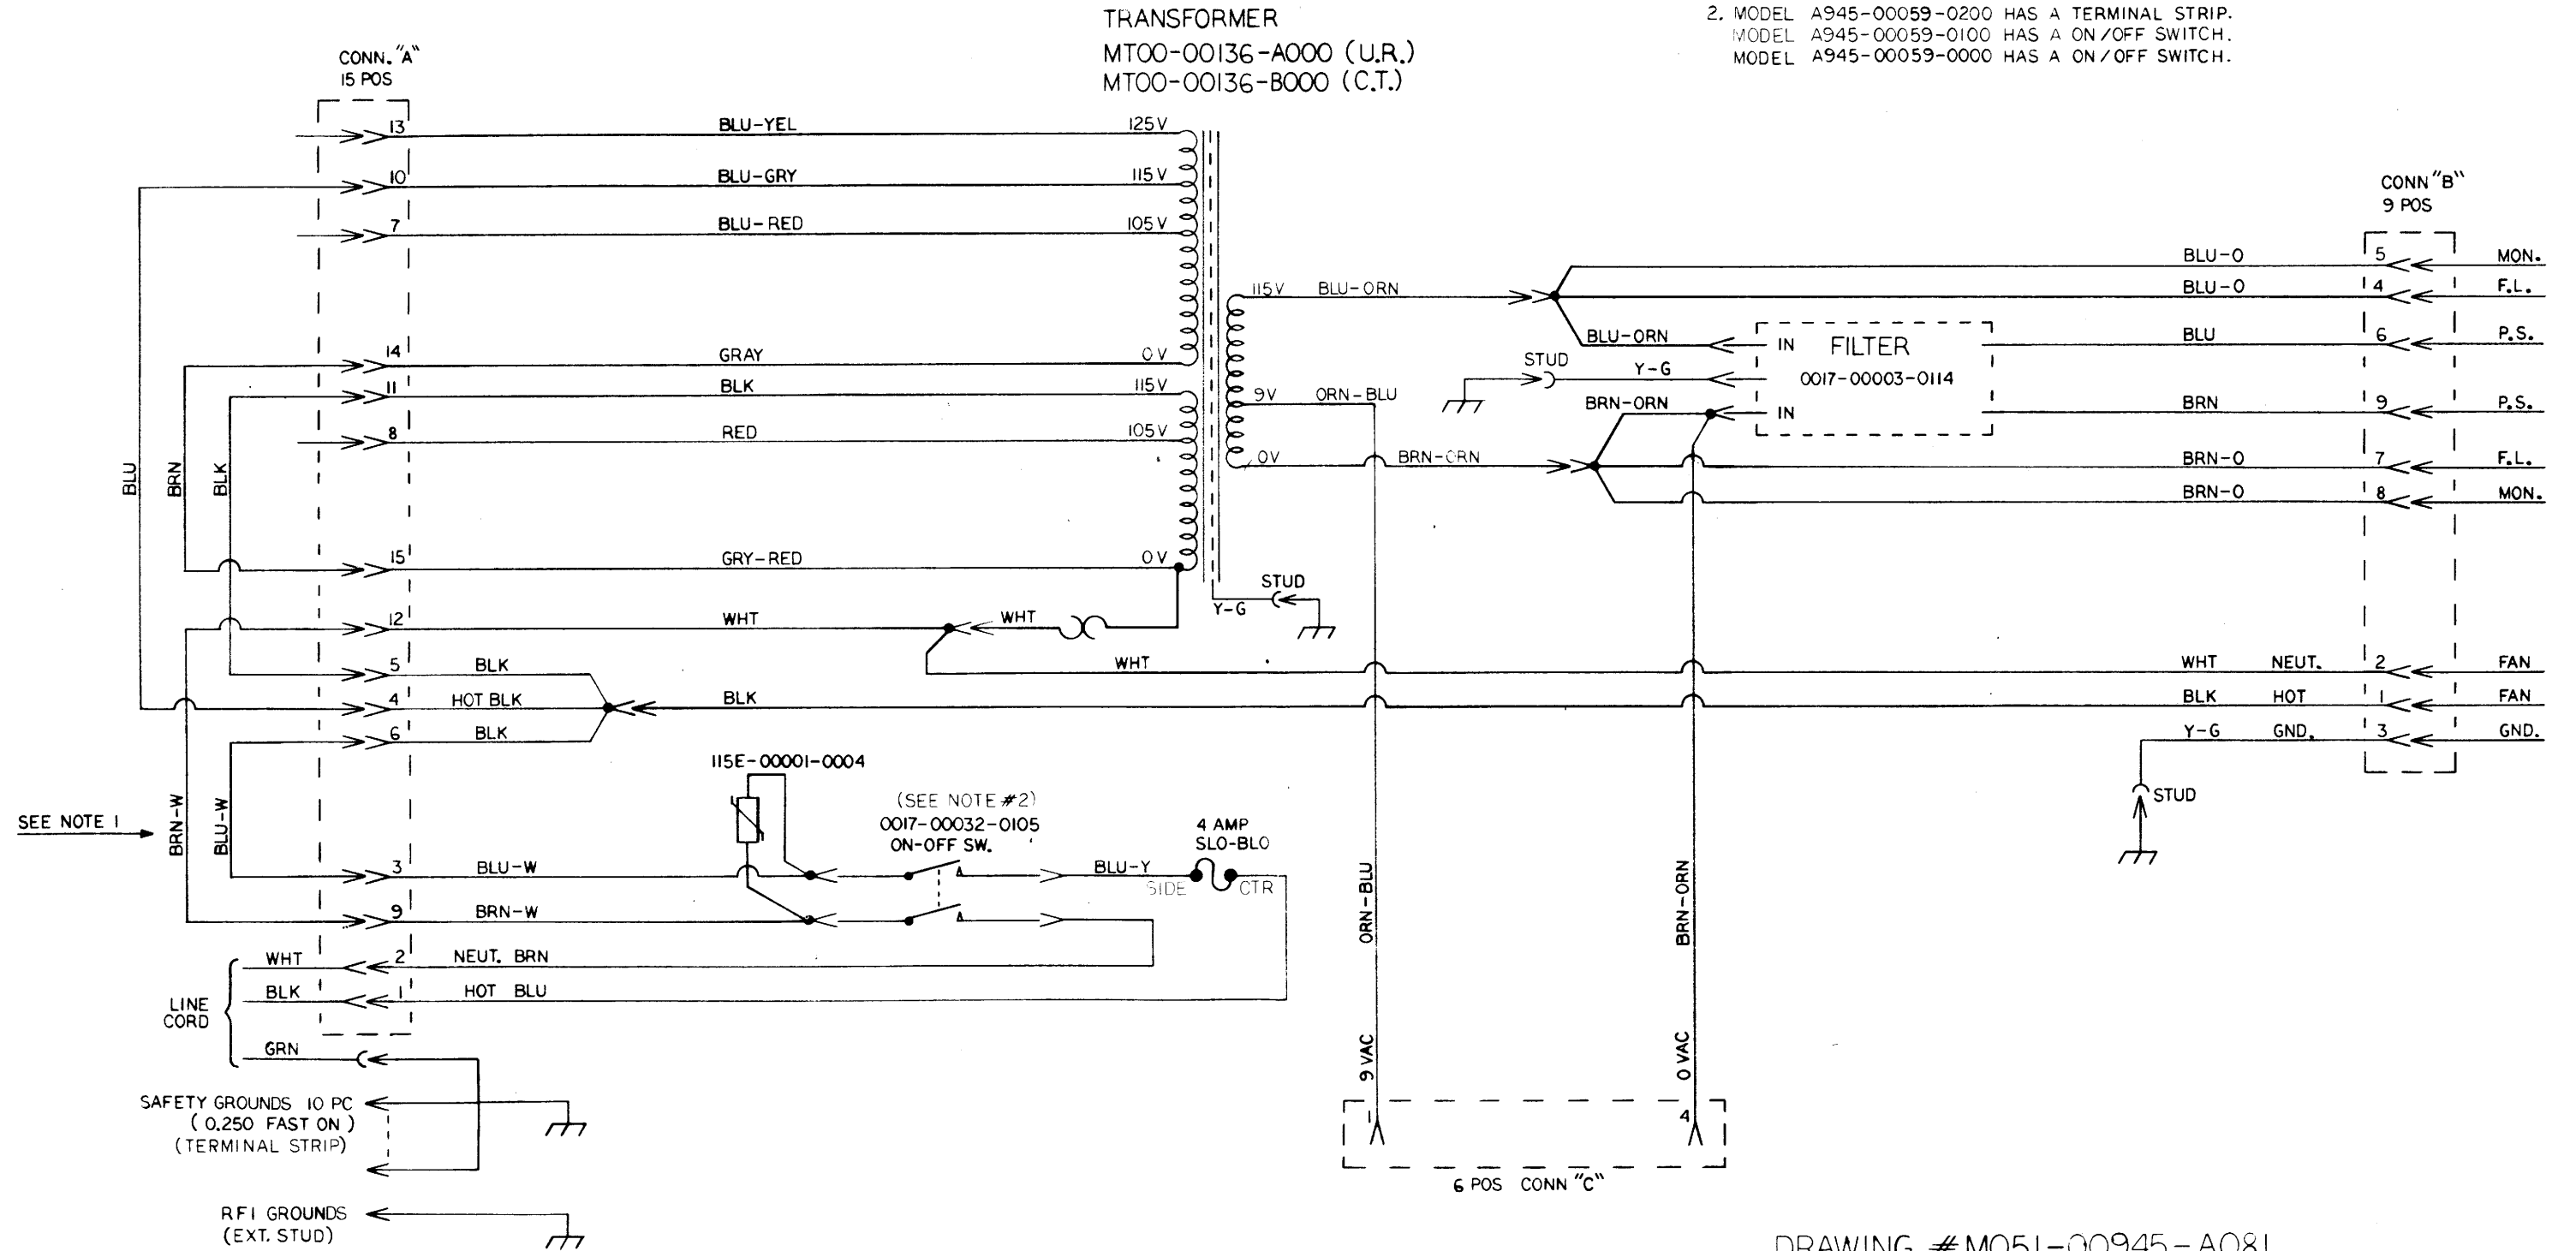 TRANSFORMER
MT00-00136-A000 (U.R.)
MT00-00136-B000 (C.T.)
2. MODEL A945-00059-0200 HAS A TERMINAL STRIP.
MODEL A945-00059-0100 HAS A ON/OFF SWITCH.
MODEL A945-00059-0000 HAS A ON/OFF SWITCH.
CONN. "A"
15 POS
13 BLU-YEL 125V
10 BLU-GRY 115V
7 BLU-RED 105V
14 GRAY 0V
11 BLK 115V
8 RED 105V
15 GRY-RED 0V
12 WHT WHT
WHT
5 BLK
4 HOT BLK BLK
6 BLK
BLU
BRN
BLK
BRN-W
BLU-W
SEE NOTE 1
115V BLU-ORN
9V ORN-BLU
0V BRN-ORN
STUD
Y-G
CONN "B"
9 POS
BLU-O 5 MON.
BLU-O 4 F.L.
BLU-ORN IN FILTER BLU 6 P.S.
STUD Y-G 0017-00003-0114
BRN-ORN IN BRN 9 P.S.
BRN-O 7 F.L.
BRN-O 8 MON.
WHT NEUT. 2 FAN
BLK HOT 1 FAN
Y-G GND. 3 GND.
STUD
115E-00001-0004
(SEE NOTE #2)
0017-00032-0105
ON-OFF SW.
4 AMP
SLO-BLO
3 BLU-W BLU-Y SIDE CTR
9 BRN-W
WHT 2 NEUT. BRN
BLK 1 HOT BLU
LINE
CORD
GRN
SAFETY GROUNDS 10 PC
(0.250 FAST ON)
(TERMINAL STRIP)
RFI GROUNDS
(EXT. STUD)
ORN-BLU
BRN-ORN
9 VAC
0 VAC
1 4
6 POS CONN "C"
DRAWING #M051-00945-A081